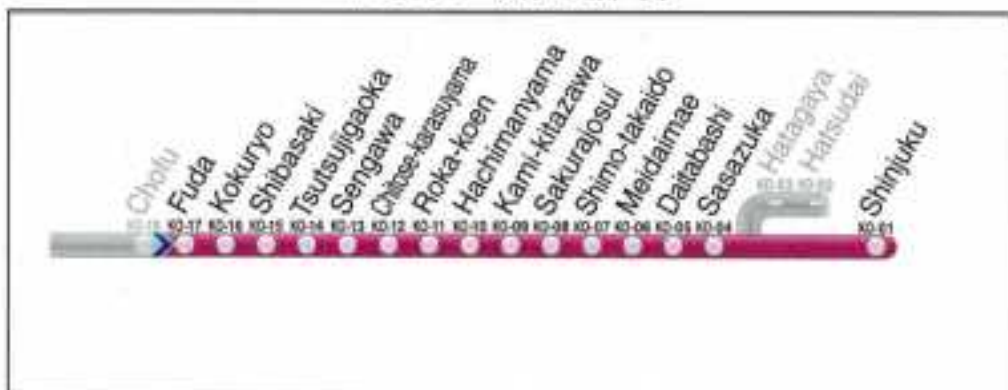 Chofu
Fuda
Kokuryo
Shibasaki
Tsutsujigaoka
Sengawa
Chitose-karasuyama
Roka-koen
Hachimanyama
Kami-kitazawa
Sakurajosui
Shimo-takaido
Meidaimae
Daitabashi
Sasazuka
Hatagaya
Hatsudai
Shinjuku
KO-18
KO-17
KO-16
KO-15
KO-14
KO-13
KO-12
KO-11
KO-10
KO-09
KO-08
KO-07
KO-06
KO-05
KO-04
KO-01